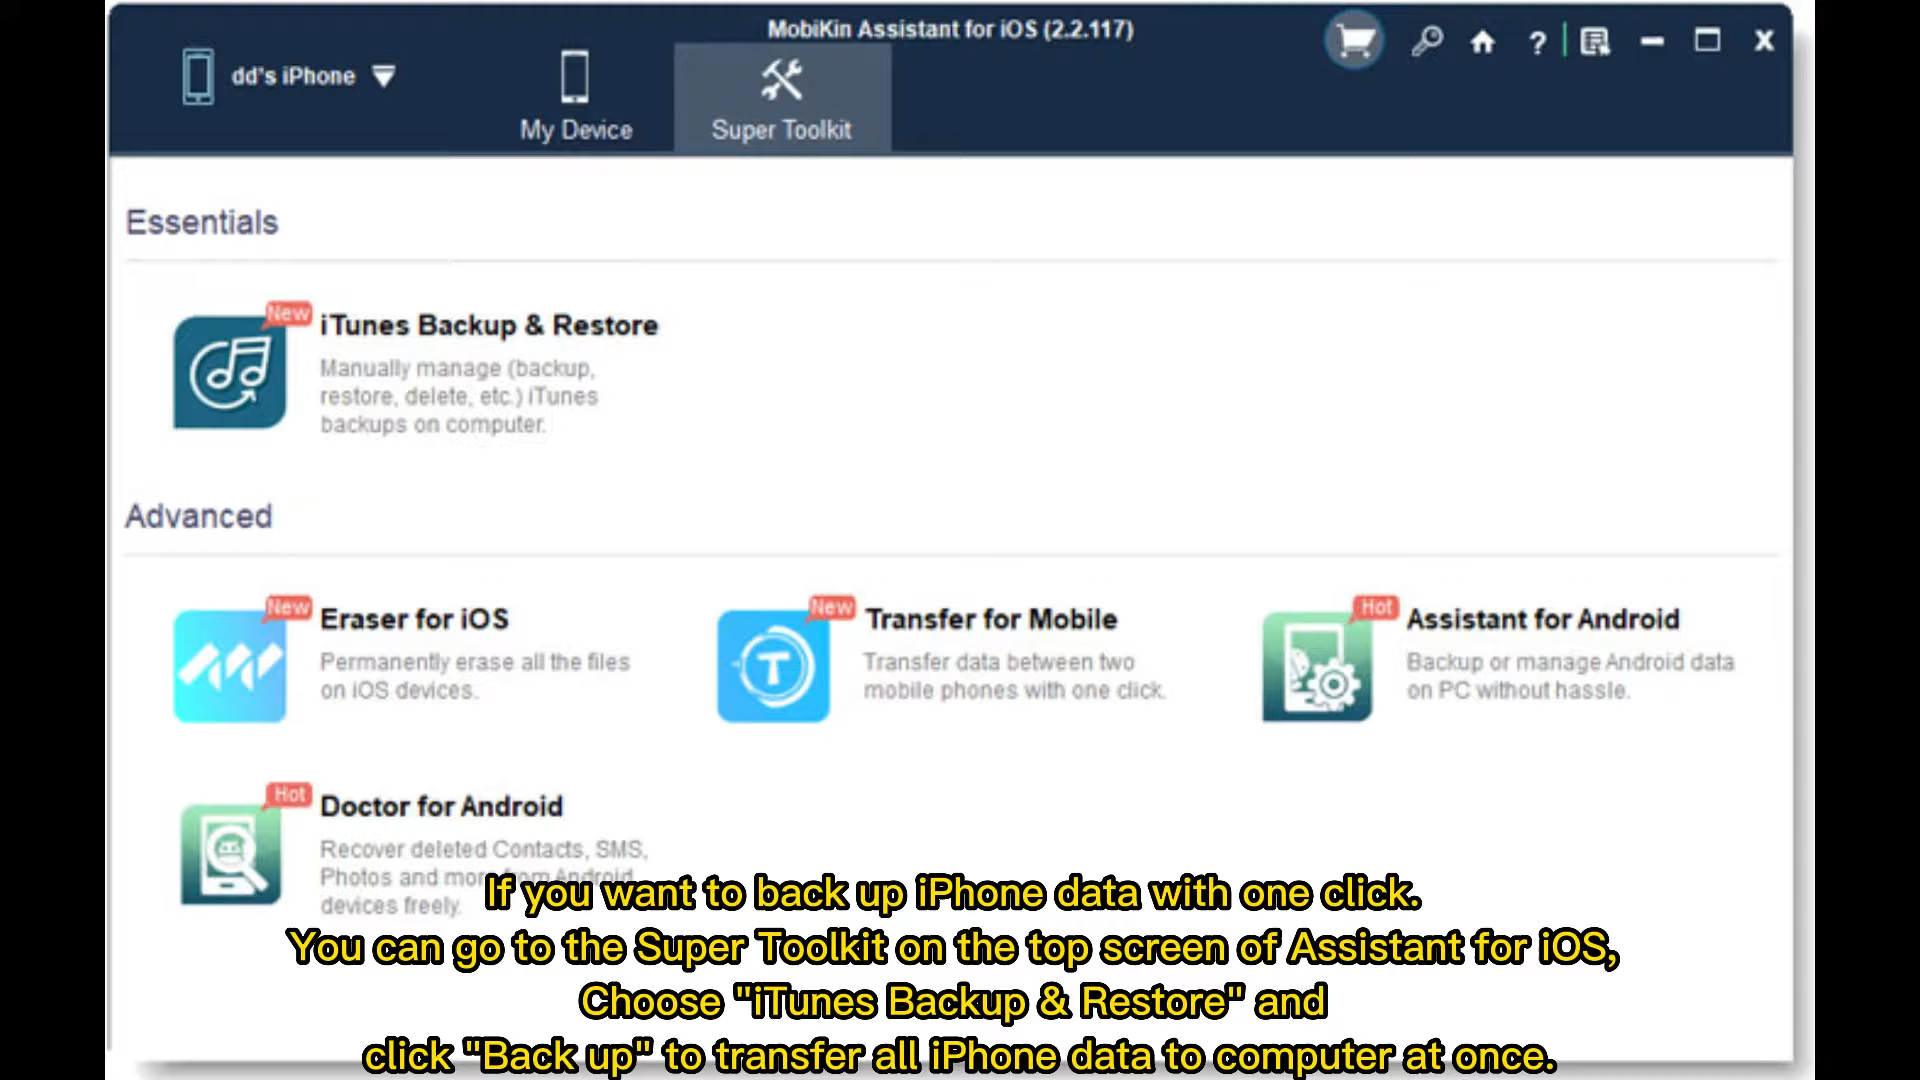 MobiKin Assistant for iOS (2.2.117)
dd's iPhone
My Device
Super Toolkit
?
Essentials
New
iTunes Backup & Restore
Manually manage (backup,
restore, delete, etc.) iTunes
backups on computer.
Advanced
New
Eraser for iOS
Permanently erase all the files
on iOS devices.
New
Transfer for Mobile
Transfer data between two
mobile phones with one click.
Hot
Assistant for Android
Backup or manage Android data
on PC without hassle.
Hot
Doctor for Android
Recover deleted Contacts, SMS,
Photos and more from Android
devices freely.
If you want to back up iPhone data with one click.
You can go to the Super Toolkit on the top screen of Assistant for iOS,
Choose "iTunes Backup & Restore" and
click "Back up" to transfer all iPhone data to computer at once.